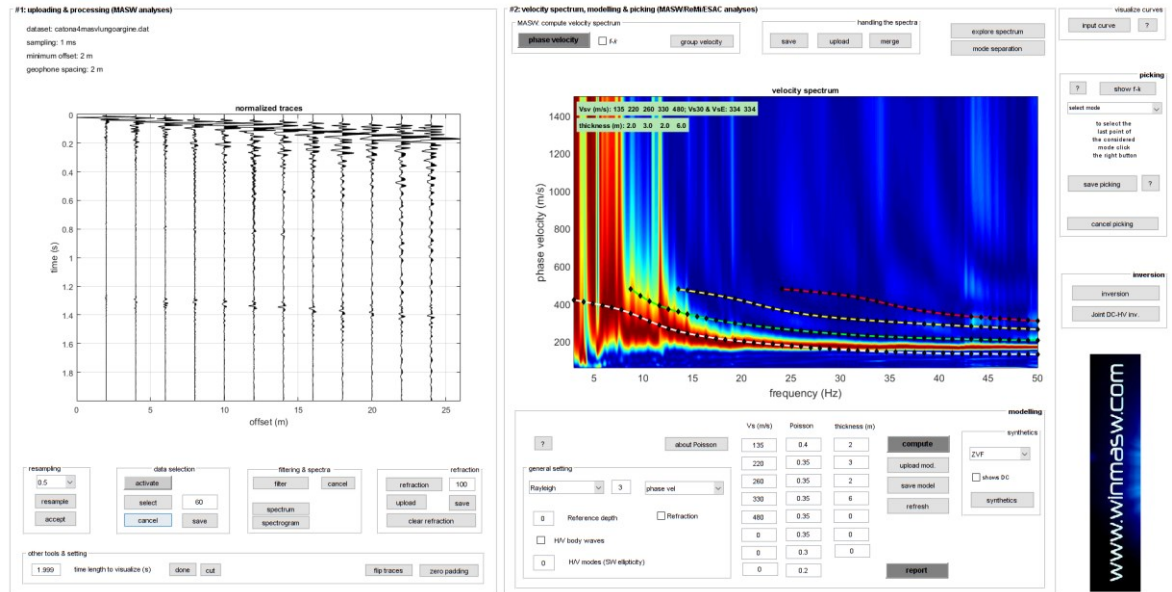 #1: uploading & processing (MASW analyses)
dataset: catona4masvlungoargine.dat
sampling: 1 ms
minimum offset: 2 m
geophone spacing: 2 m
normalized traces
0
0.2
0.4
0.6
0.8
1
1.2
1.4
1.6
1.8
time (s)
0 5 10 15 20 25
offset (m)
resampling
0.5
resample
accept
data selection
activate
select 60
cancel save
filtering & spectra
filter cancel
spectrum
spectrogram
refraction
refraction 100
upload save
clear refraction
other tools & setting
1.999 time length to visualize (s) done cut flip traces zero padding
#2: velocity spectrum, modelling & picking (MASW/ReMi/ESAC analyses)
MASW: compute velocity spectrum
phase velocity f-k group velocity
handling the spectra
save upload merge
explore spectrum
mode separation
velocity spectrum
Vsv (m/s): 135 220 260 330 480; Vs30 & VsE: 334 334
thickness (m): 2.0 3.0 2.0 6.0
1400
1200
1000
800
600
400
200
phase velocity (m/s)
5 10 15 20 25 30 35 40 45 50
frequency (Hz)
modelling
? about Poisson
general setting
Rayleigh 3 phase vel
0 Reference depth Refraction
H/V body waves
0 H/V modes (SW ellipticity)
Vs (m/s) Poisson thickness (m)
135 0.4 2
220 0.35 3
260 0.35 2
330 0.35 6
480 0.35 0
0 0.35 0
0 0.3 0
0 0.2
compute
upload mod.
save model
refresh
report
synthetics
ZVF
show DC
synthetics
visualize curves
input curve ?
picking
? show f-k
select mode
to select the
last point of
the considered
mode click
the right button
save picking ?
cancel picking
inversion
inversion
Joint DC-HV inv.
www.winmasw.com